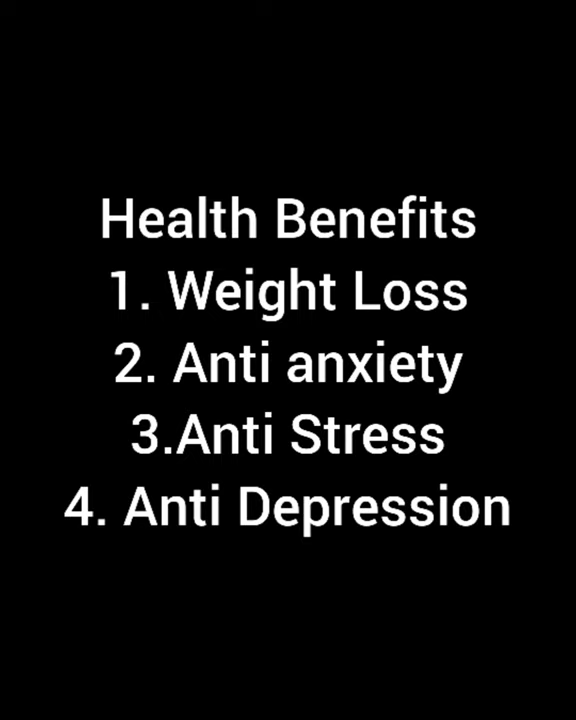 Health Benefits
1. Weight Loss
2. Anti anxiety
3.Anti Stress
4. Anti Depression